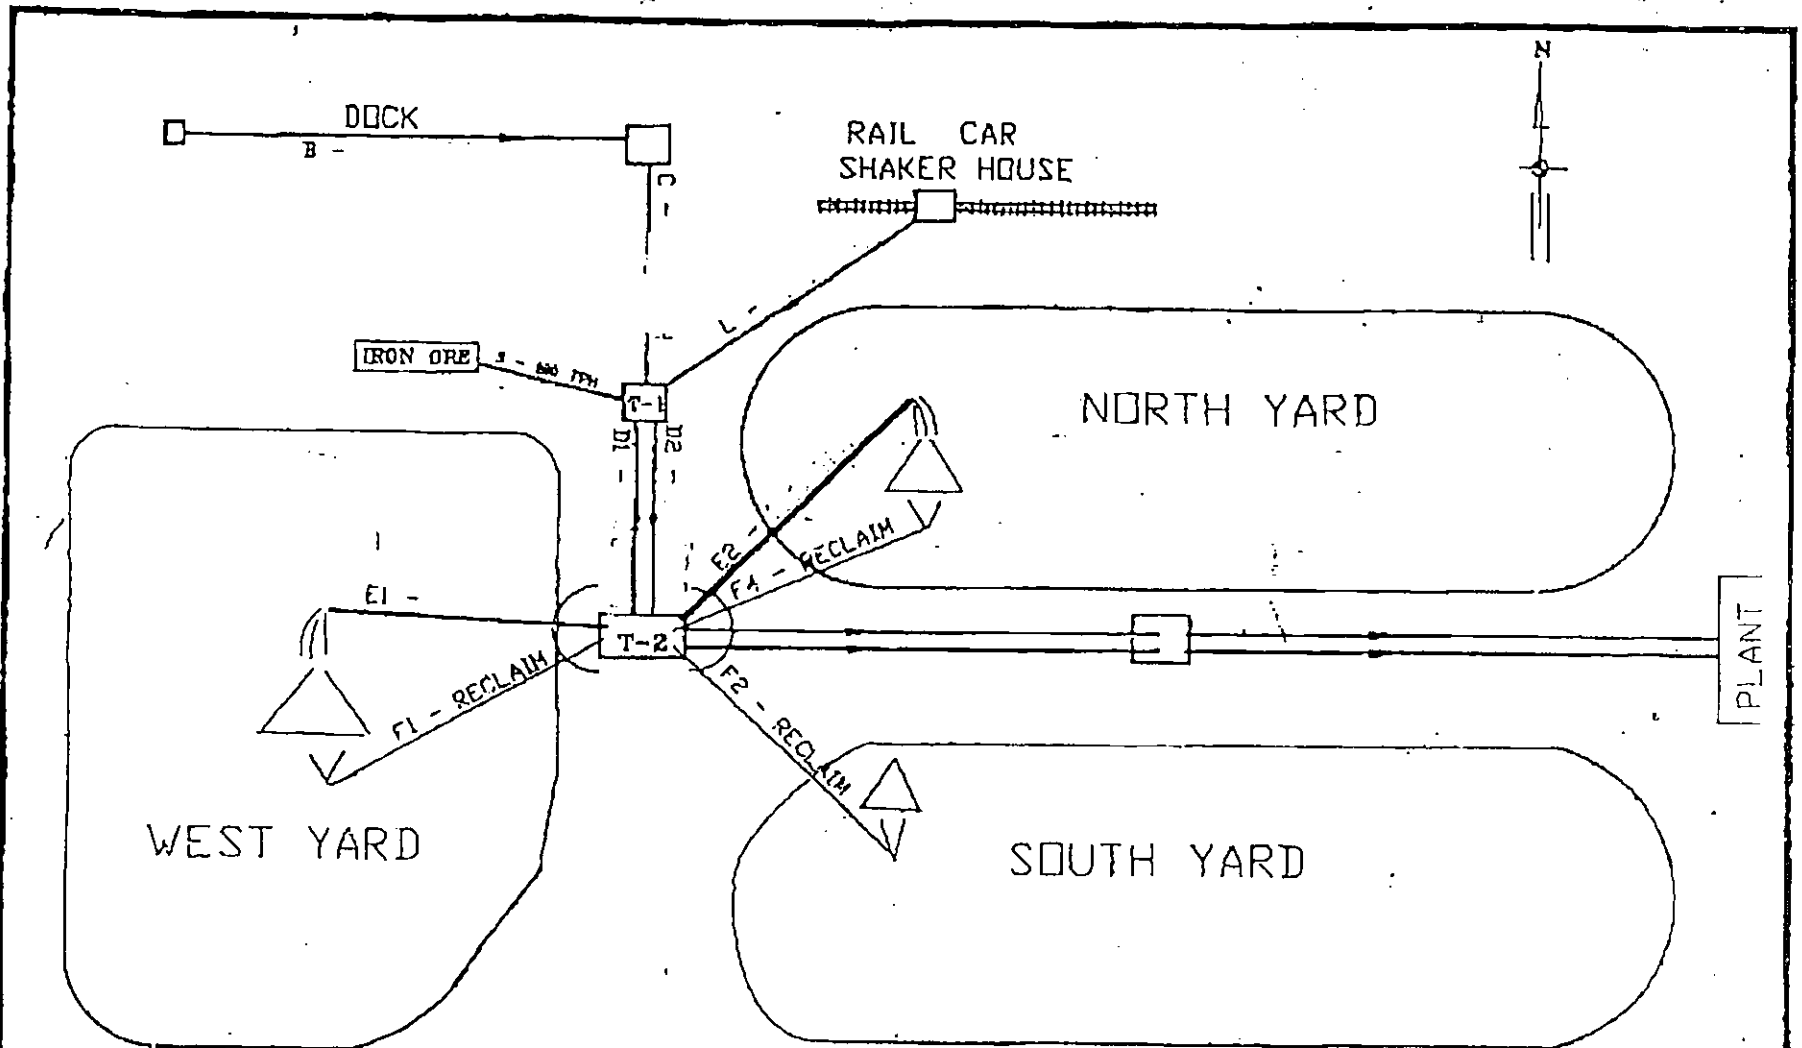 N
DOCK
B -
RAIL CAR
SHAKER HOUSE
C -
L -
IRON ORE
TPH
T-1
D1 -
D2 -
NORTH YARD
E2 -
F4 - RECLAIM
E1 -
T-2
F1 - RECLAIM
F2 - RECLAIM
PLANT
WEST YARD
SOUTH YARD